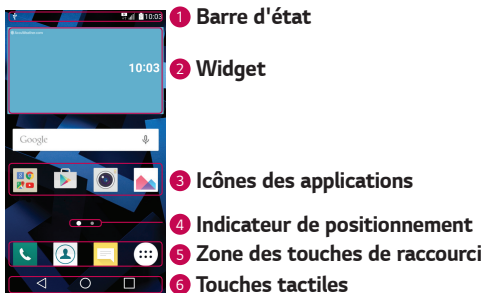 10:03
1 Barre d'état
10:03
2 Widget
Google
3 Icônes des applications
4 Indicateur de positionnement
5 Zone des touches de raccourci
6 Touches tactiles